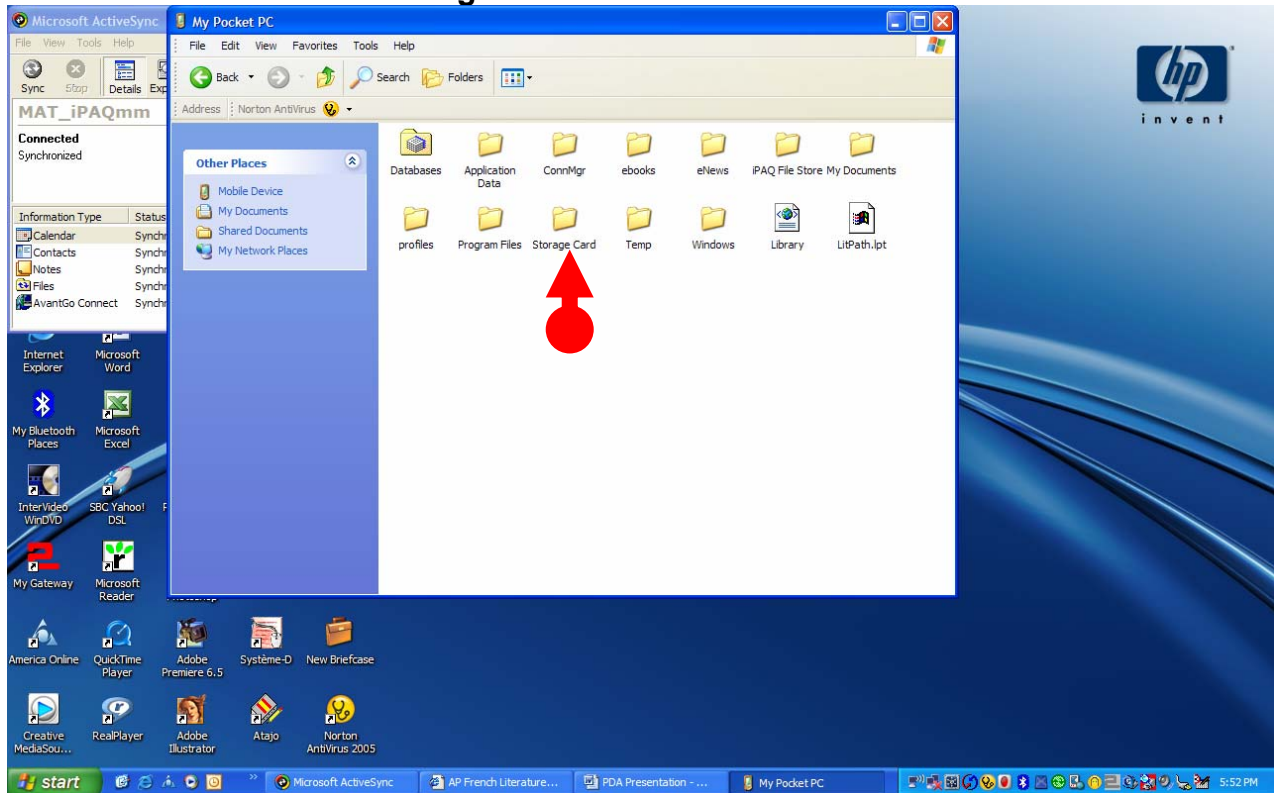 Microsoft ActiveSync
File View Tools Help
Sync Stop Details Exp
MAT_iPAQmm
Connected
Synchronized
Information Type Status
Calendar Synchr
Contacts Synchr
Notes Synchr
Files Synchr
AvantGo Connect Synchr
My Pocket PC
File Edit View Favorites Tools Help
Back Search Folders
Address Norton AntiVirus
Other Places
Mobile Device
My Documents
Shared Documents
My Network Places
Databases
Application
Data
ConnMgr
ebooks
eNews
iPAQ File Store
My Documents
profiles
Program Files
Storage Card
Temp
Windows
Library
LitPath.lpt
hp
invent
Internet
Explorer
Microsoft
Word
My Bluetooth
Places
Microsoft
Excel
InterVideo
WinDVD
SBC Yahoo!
DSL
My Gateway
Microsoft
Reader
America Online
QuickTime
Player
Adobe
Premiere 6.5
Système-D
New Briefcase
Creative
MediaSou...
RealPlayer
Adobe
Illustrator
Atajo
Norton
AntiVirus 2005
start
Microsoft ActiveSync
AP French Literature...
PDA Presentation - ...
My Pocket PC
5:52 PM